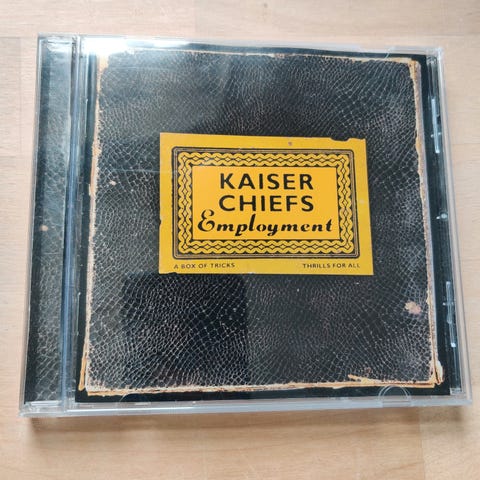 KAISER
CHIEFS
Employment
A BOX OF TRICKS THRILLS FOR ALL